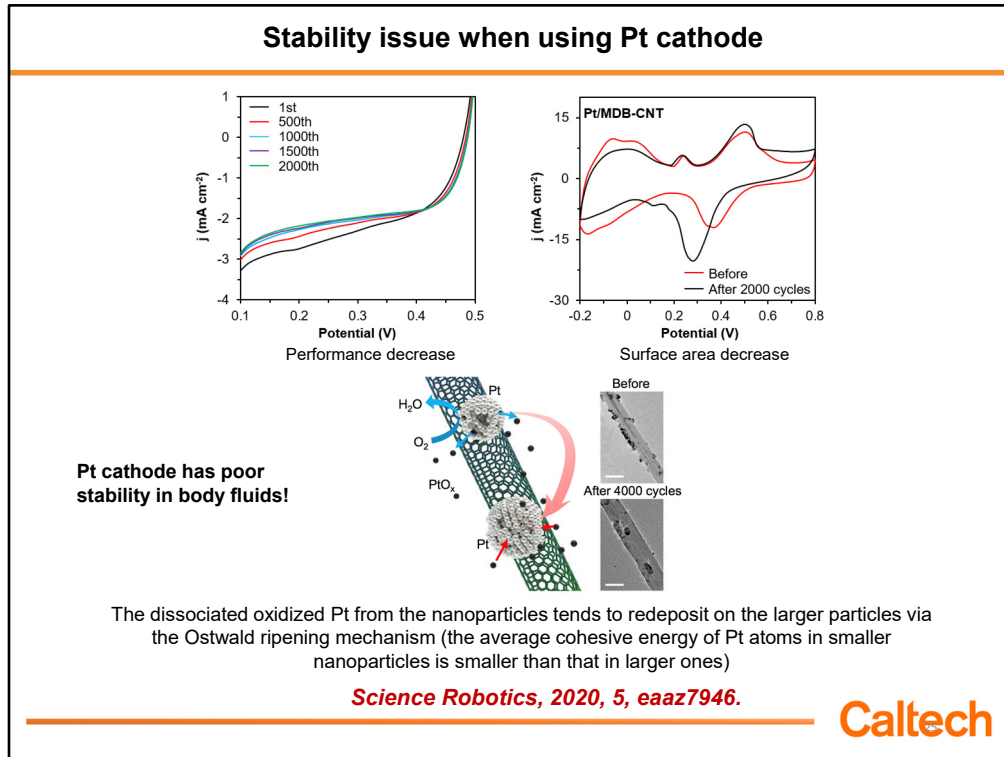 Stability issue when using Pt cathode
1
0
-1
-2
-3
-4
j (mA cm⁻²)
1st
500th
1000th
1500th
2000th
0.1
0.2
0.3
0.4
0.5
Potential (V)
Performance decrease
Pt/MDB-CNT
15
0
-15
-30
j (mA cm⁻²)
Before
After 2000 cycles
-0.2
0
0.2
0.4
0.6
0.8
Potential (V)
Surface area decrease
Pt cathode has poor
stability in body fluids!
H₂O
O₂
PtOₓ
Pt
Pt
Before
After 4000 cycles
The dissociated oxidized Pt from the nanoparticles tends to redeposit on the larger particles via
the Ostwald ripening mechanism (the average cohesive energy of Pt atoms in smaller
nanoparticles is smaller than that in larger ones)
Science Robotics, 2020, 5, eaaz7946.
Caltech